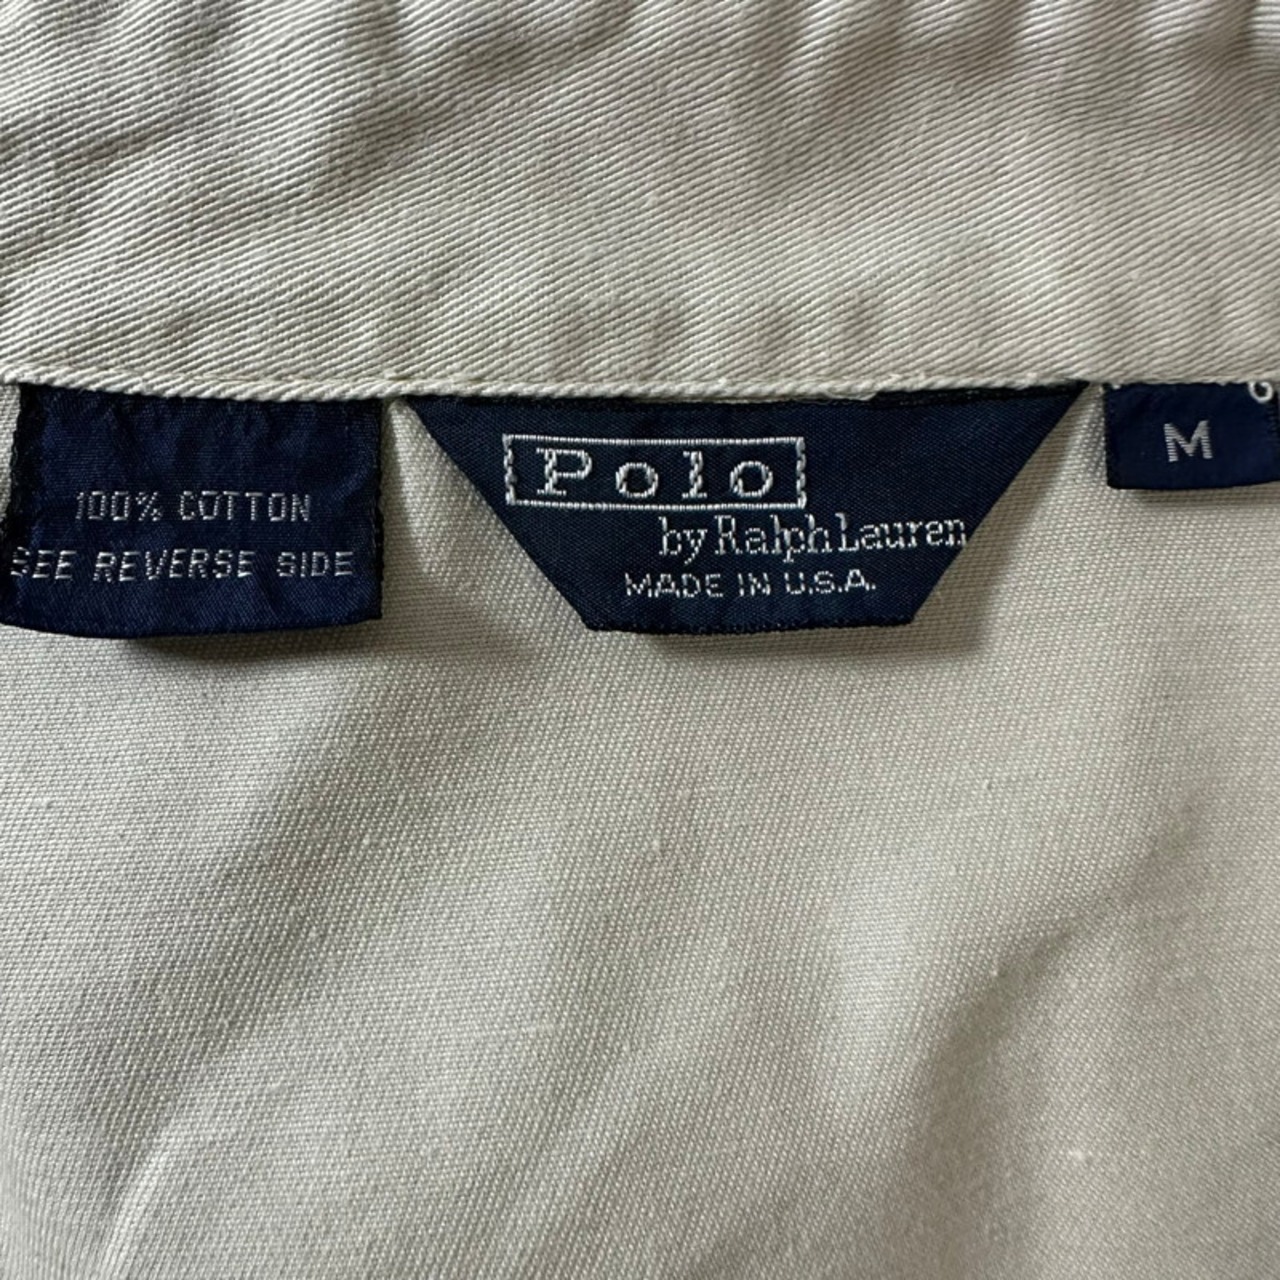 100% COTTON
SEE REVERSE SIDE
Polo
by Ralph Lauren
MADE IN U.S.A.
M